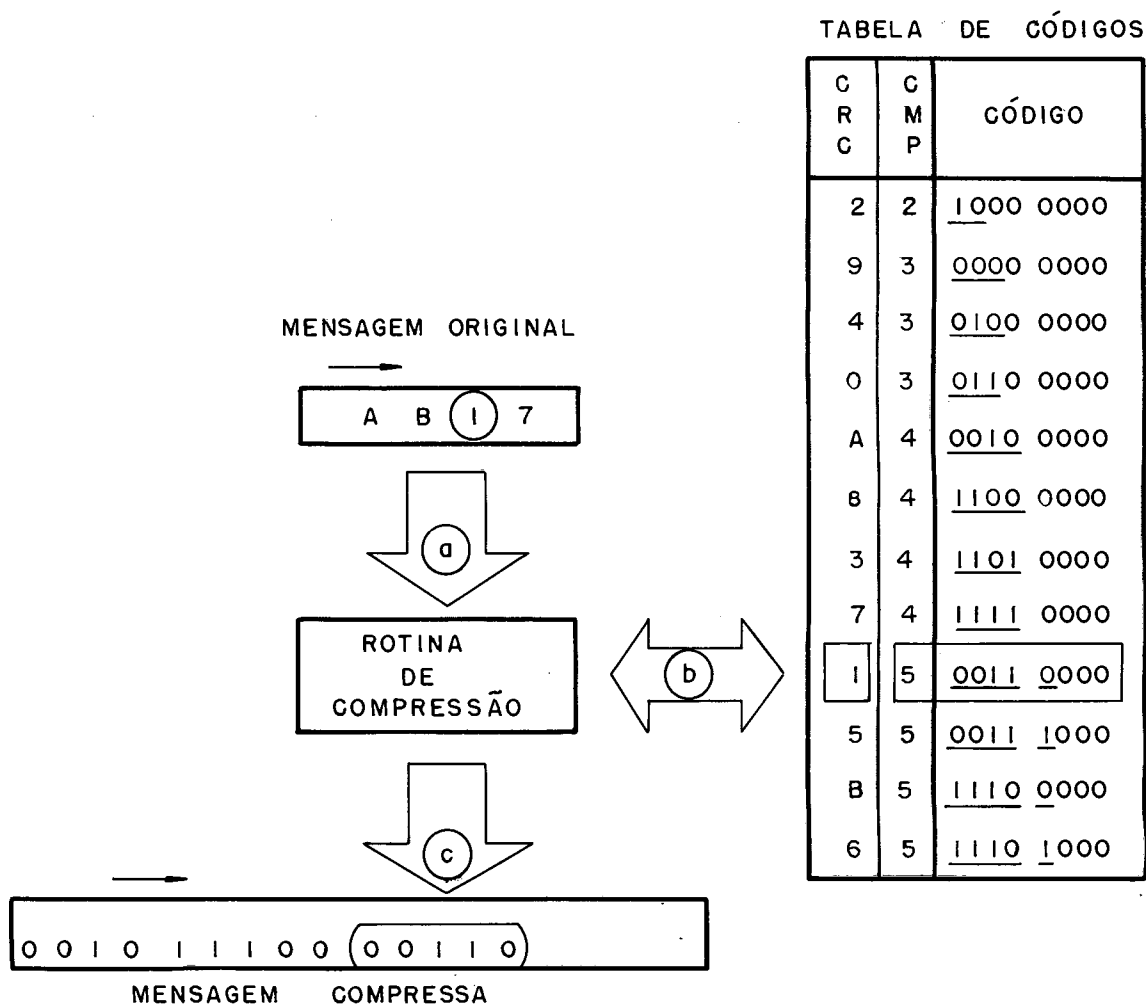 TABELA DE CÓDIGOS
C R C
C M P
CÓDIGO
2 2 1000 0000
9 3 0000 0000
4 3 0100 0000
0 3 0110 0000
A 4 0010 0000
B 4 1100 0000
3 4 1101 0000
7 4 1111 0000
1 5 0011 0000
5 5 0011 1000
B 5 1110 0000
6 5 1110 1000
MENSAGEM ORIGINAL
A B 1 7
a
ROTINA
DE
COMPRESSÃO
b
c
0 0 1 0 1 1 1 0 0 0 0 1 1 0
MENSAGEM COMPRESSA